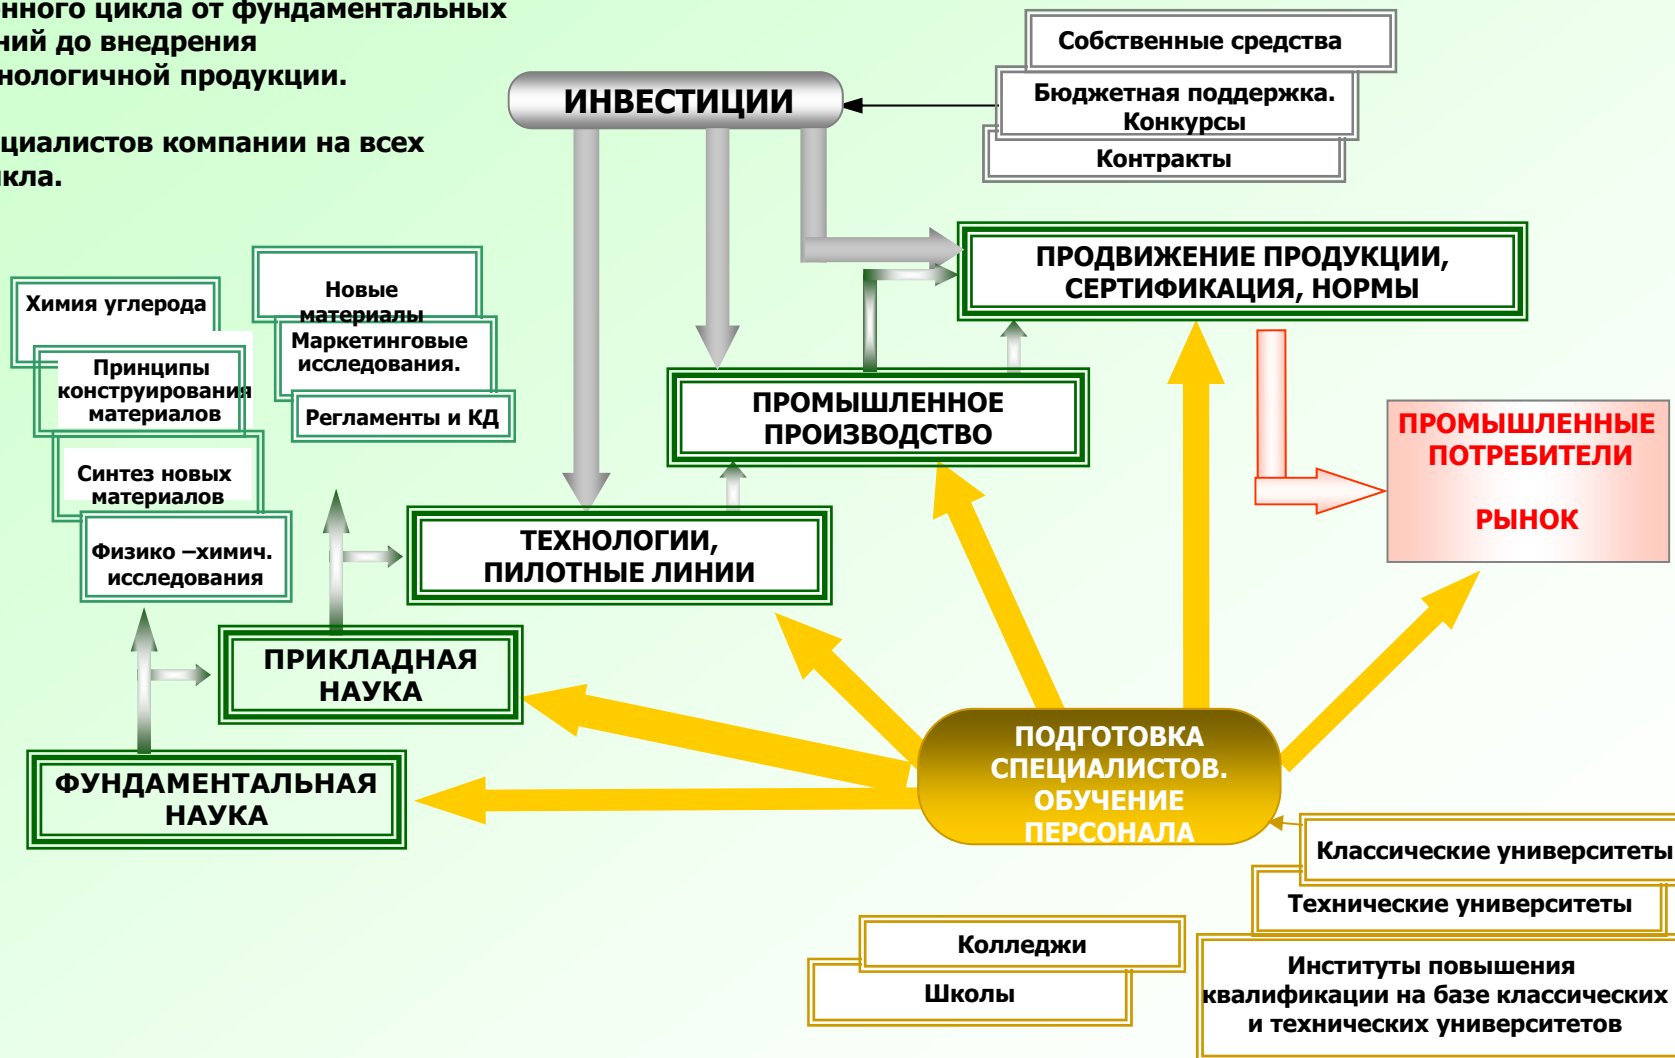 онного цикла от фундаментальных
ний до внедрения
нологичной продукции.
циалистов компании на всех
икла.
Собственные средства
Бюджетная поддержка.
Конкурсы
Контракты
ИНВЕСТИЦИИ
ПРОДВИЖЕНИЕ ПРОДУКЦИИ,
СЕРТИФИКАЦИЯ, НОРМЫ
Химия углерода
Принципы
конструирования
материалов
Синтез новых
материалов
Физико –химич.
исследования
Новые
материалы
Маркетинговые
исследования.
Регламенты и КД
ПРОМЫШЛЕННОЕ
ПРОИЗВОДСТВО
ПРОМЫШЛЕННЫЕ
ПОТРЕБИТЕЛИ
РЫНОК
ТЕХНОЛОГИИ,
ПИЛОТНЫЕ ЛИНИИ
ПРИКЛАДНАЯ
НАУКА
ФУНДАМЕНТАЛЬНАЯ
НАУКА
ПОДГОТОВКА
СПЕЦИАЛИСТОВ.
ОБУЧЕНИЕ
ПЕРСОНАЛА
Классические университеты
Технические университеты
Институты повышения
квалификации на базе классических
и технических университетов
Колледжи
Школы